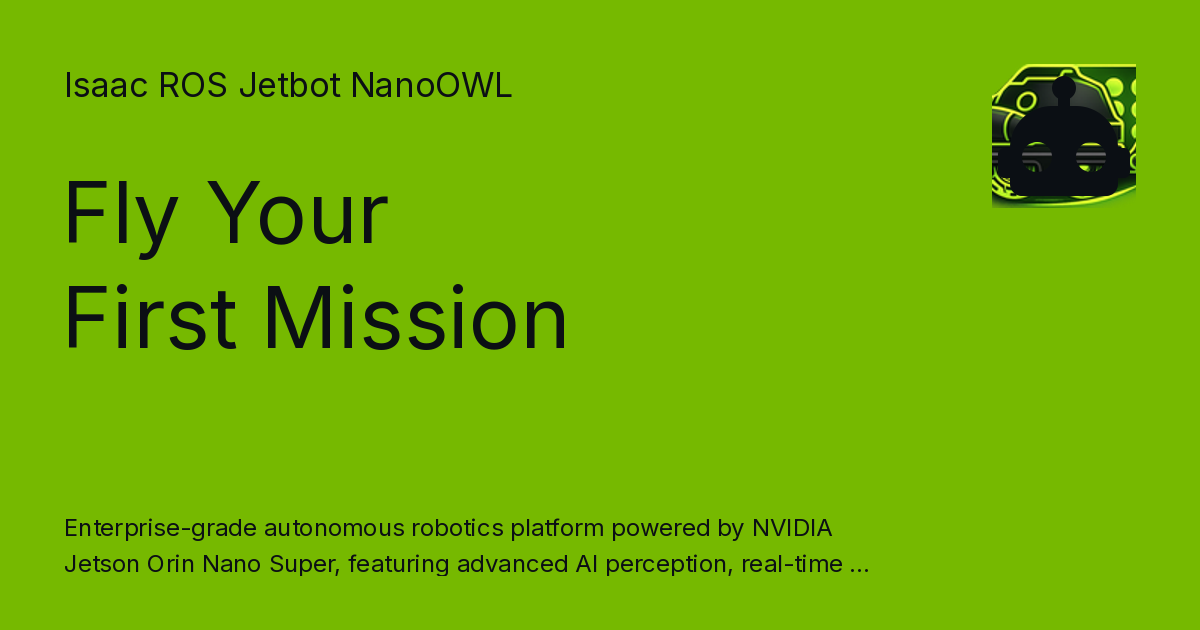 Isaac ROS Jetbot NanoOWL
Fly Your
First Mission
Enterprise-grade autonomous robotics platform powered by NVIDIA
Jetson Orin Nano Super, featuring advanced AI perception, real-time ...